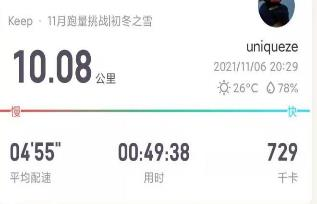 Keep · 11月跑量挑战|初冬之雪
uniqueze
10.08 公里
2021/11/06 20:29
26°C 78%
慢 快
04'55" 00:49:38 729
平均配速 用时 千卡